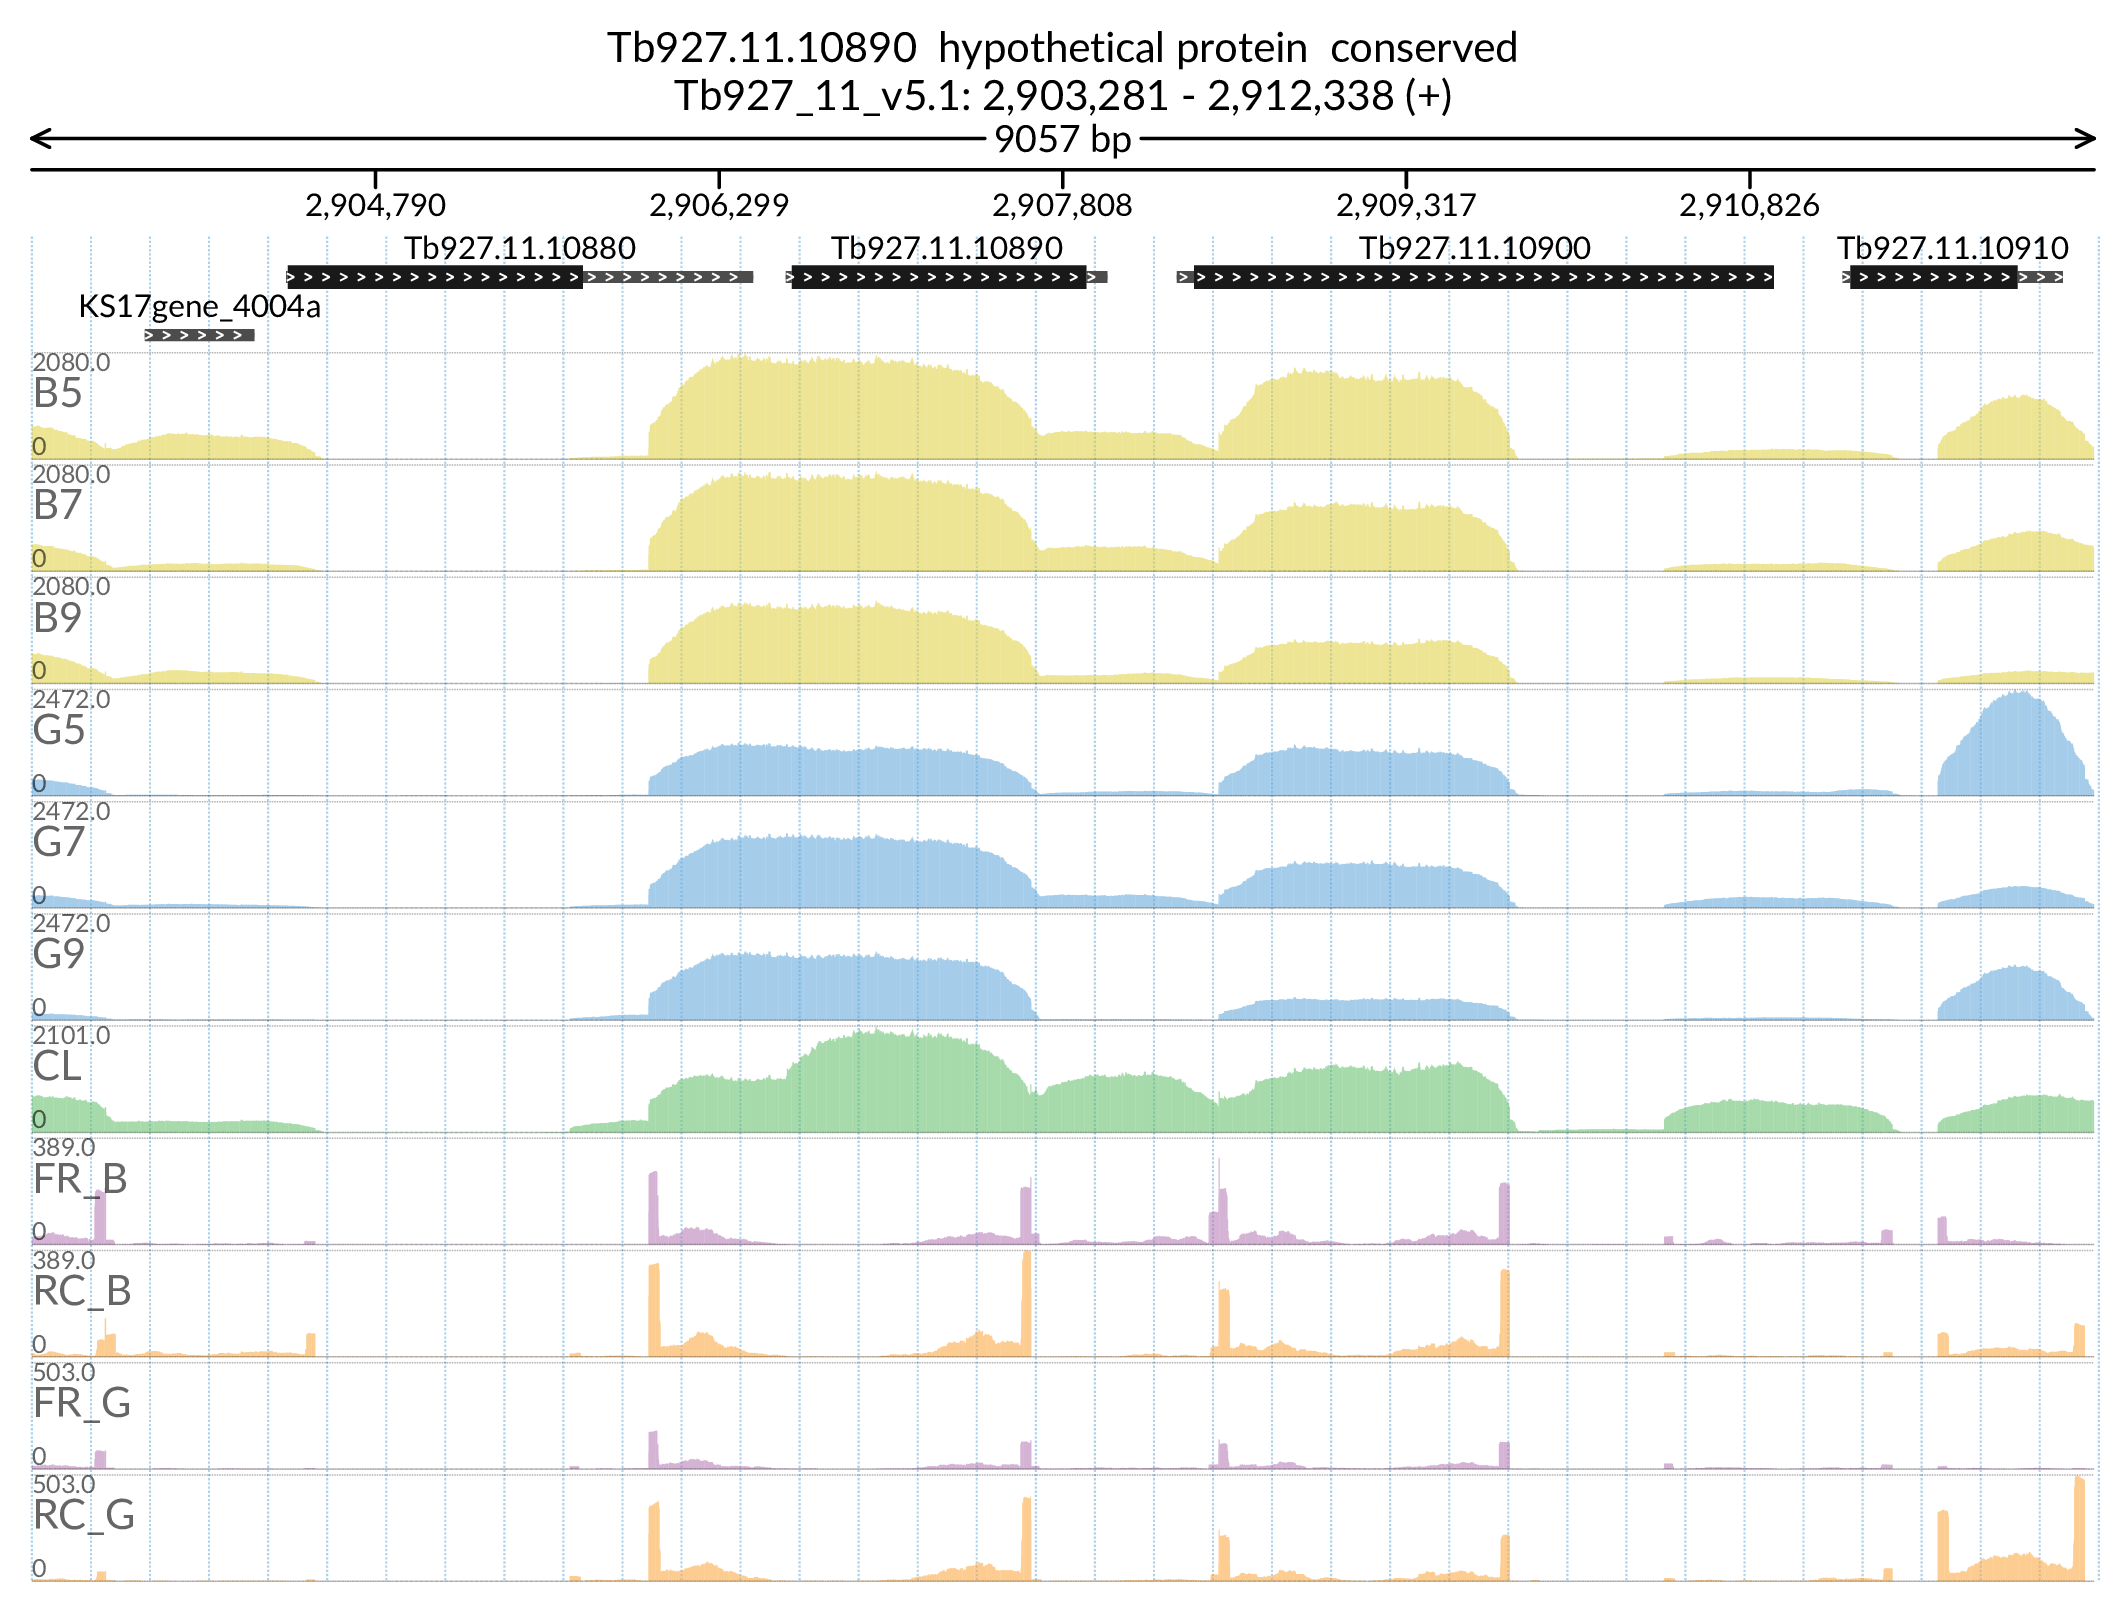 Tb927.11.10890  hypothetical protein  conserved
Tb927_11_v5.1: 2,903,281 - 2,912,338 (+)
9057 bp
2,904,790 2,906,299 2,907,808 2,909,317 2,910,826
Tb927.11.10880 Tb927.11.10890 Tb927.11.10900 Tb927.11.10910
KS17gene_4004a
2080.0
B5
0
2080.0
B7
0
2080.0
B9
0
2472.0
G5
0
2472.0
G7
0
2472.0
G9
0
2101.0
CL
0
389.0
FR_B
0
389.0
RC_B
0
503.0
FR_G
0
503.0
RC_G
0